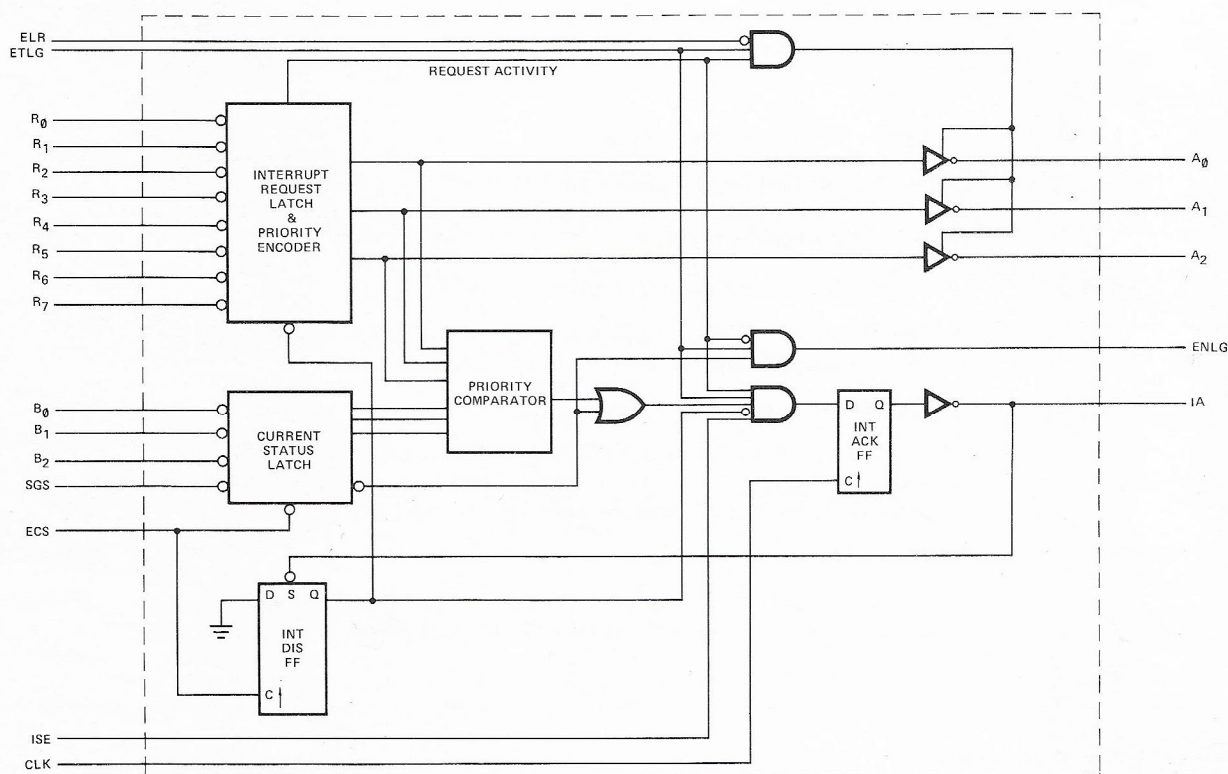 ELR
ETLG
REQUEST ACTIVITY
R0
R1
R2
R3
R4
R5
R6
R7
INTERRUPT
REQUEST
LATCH
&
PRIORITY
ENCODER
A0
A1
A2
ENLG
PRIORITY
COMPARATOR
B0
B1
B2
SGS
CURRENT
STATUS
LATCH
D Q
INT
ACK
FF
C
IA
ECS
D S Q
INT
DIS
FF
C
ISE
CLK